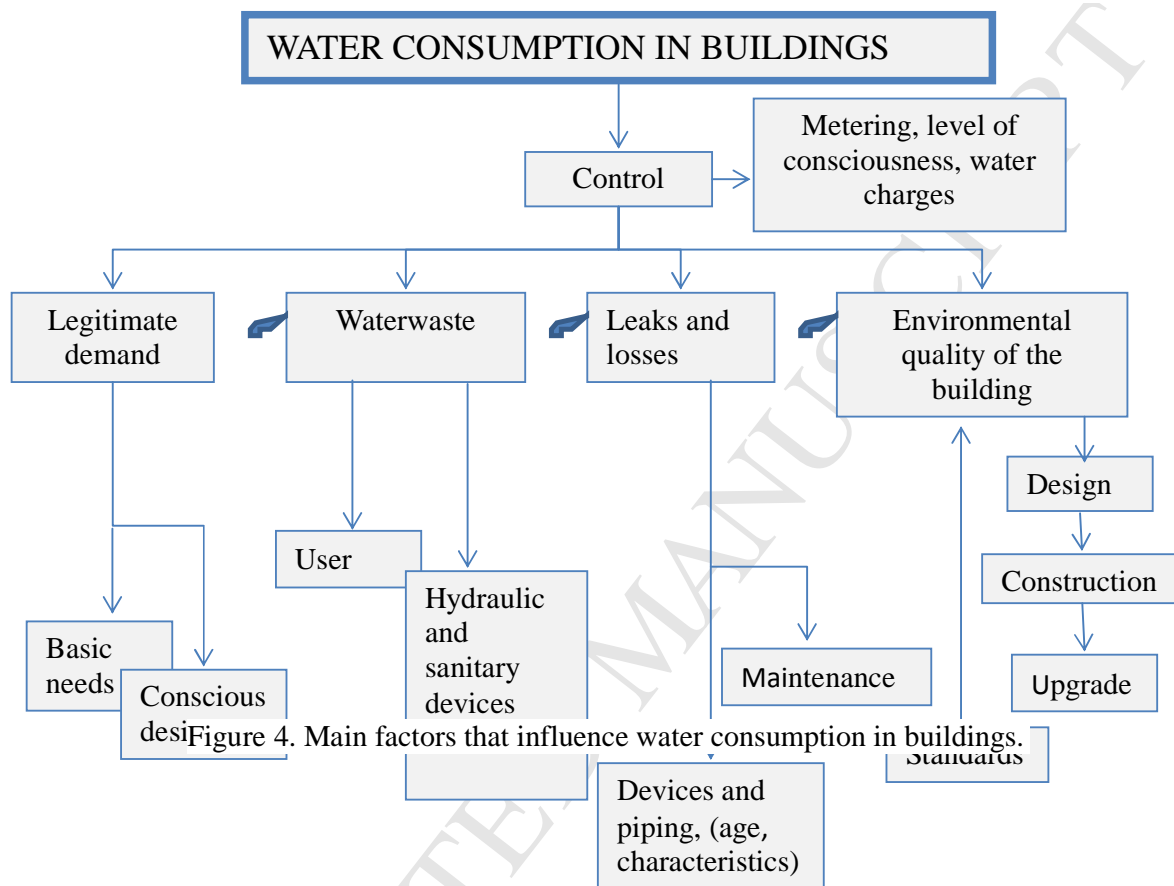 WATER CONSUMPTION IN BUILDINGS
Metering, level of
consciousness, water
charges
Control
Legitimate
demand
Waterwaste
Leaks and
losses
Environmental
quality of the
building
Design
User
Construction
Hydraulic
and
sanitary
devices
Basic
needs
Maintenance
Upgrade
Conscious
Figure 4. Main factors that influence water consumption in buildings.
Standards
Devices and
piping, (age,
characteristics)
MANUSCRIPT